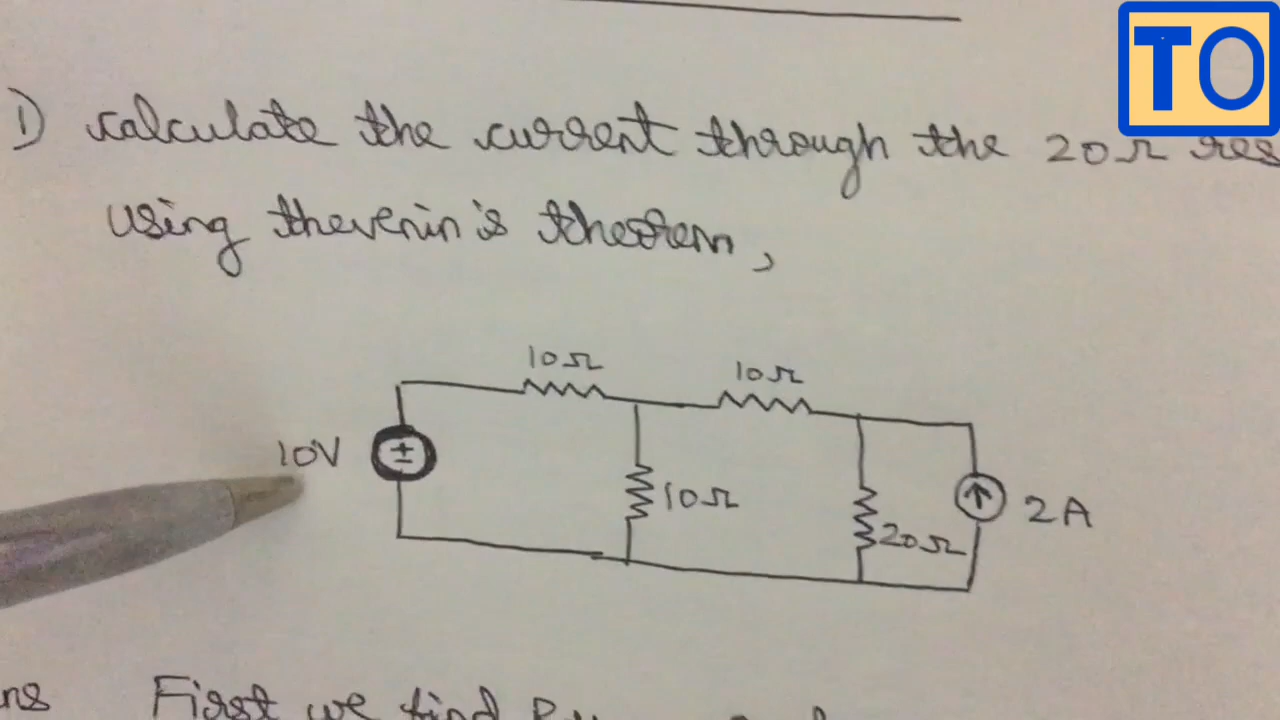 TO
1) calculate the current through the 20Ω res
using thevenin's theorem,
10Ω
10Ω
10V
±
10Ω
20Ω
2A
ans First we find